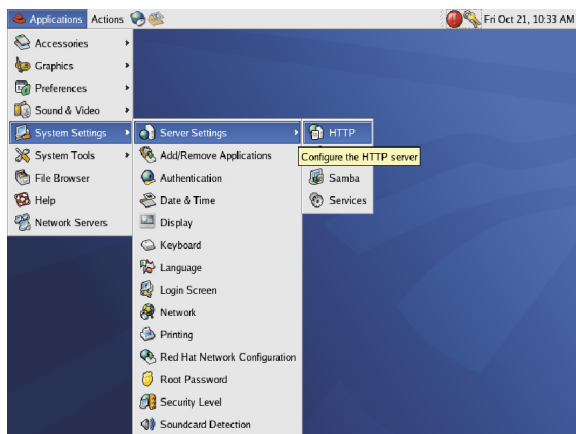 Applications Actions Fri Oct 21, 10:33 AM
Accessories
Graphics
Preferences
Sound & Video
System Settings
System Tools
File Browser
Help
Network Servers
Server Settings
Add/Remove Applications
Authentication
Date & Time
Display
Keyboard
Language
Login Screen
Network
Printing
Red Hat Network Configuration
Root Password
Security Level
Soundcard Detection
HTTP
Configure the HTTP server
Samba
Services